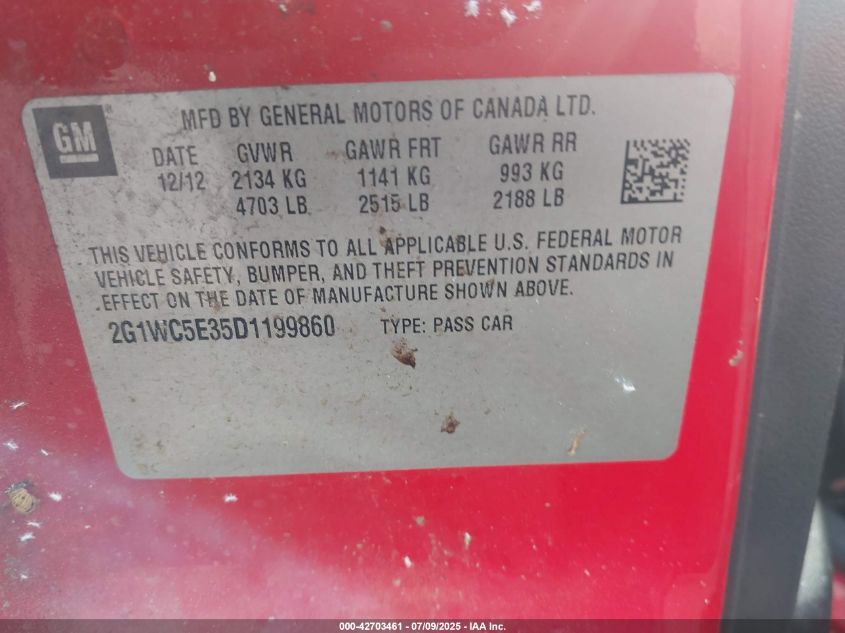 GM
MFD BY GENERAL MOTORS OF CANADA LTD.
DATE GVWR GAWR FRT GAWR RR
12/12 2134 KG 1141 KG 993 KG
4703 LB 2515 LB 2188 LB
THIS VEHICLE CONFORMS TO ALL APPLICABLE U.S. FEDERAL MOTOR
VEHICLE SAFETY, BUMPER, AND THEFT PREVENTION STANDARDS IN
EFFECT ON THE DATE OF MANUFACTURE SHOWN ABOVE.
2G1WC5E35D1199860 TYPE: PASS CAR
000-42703461 - 07/09/2025 - IAA Inc.